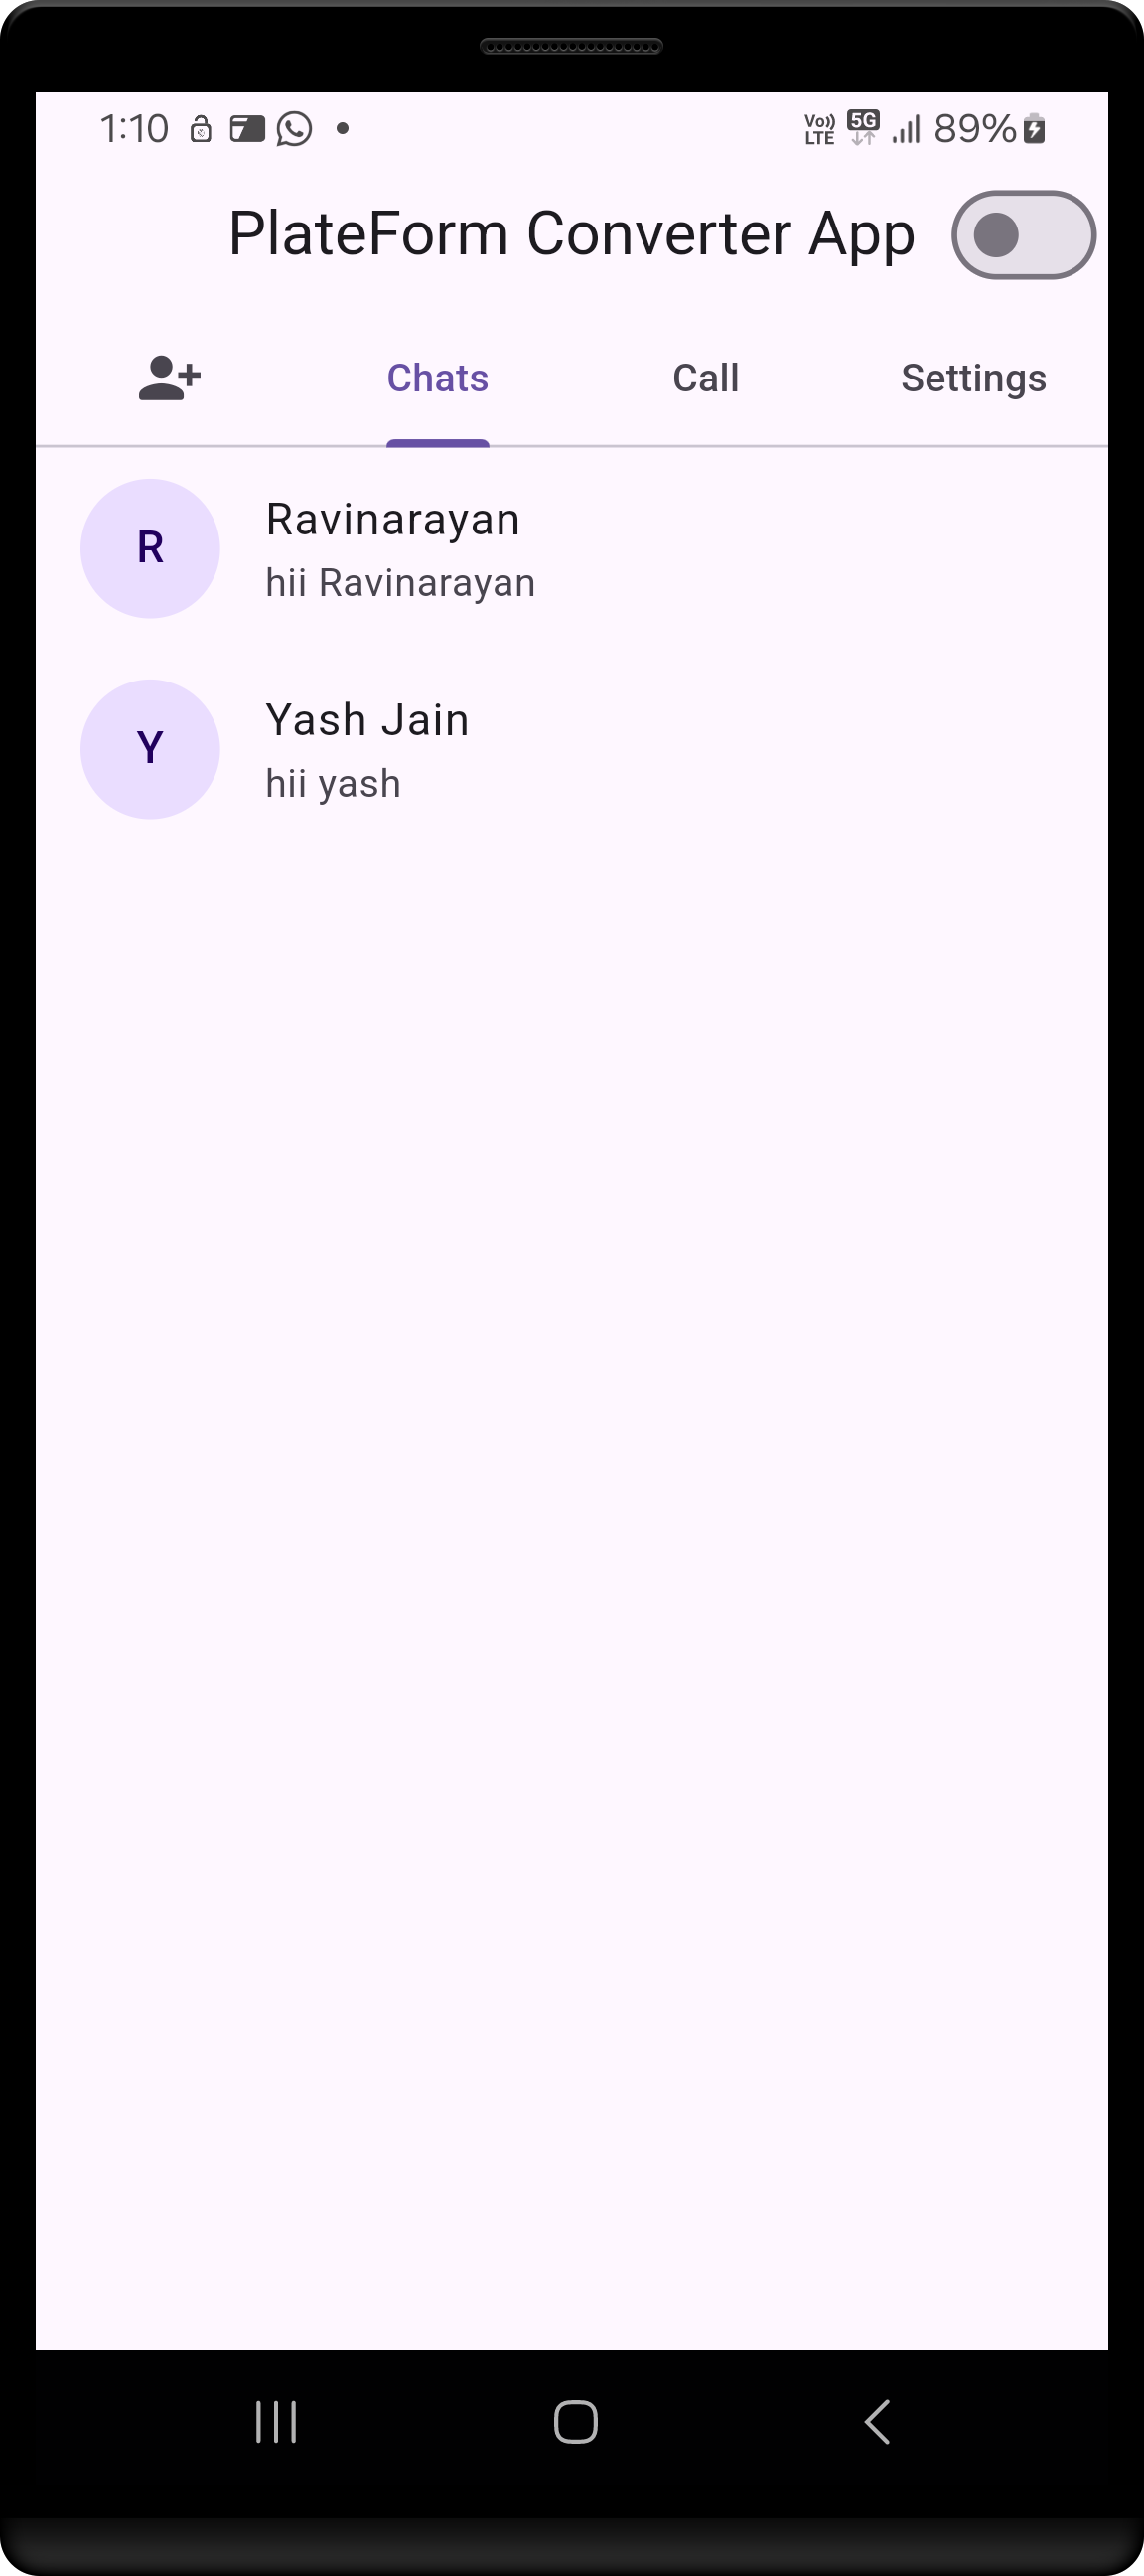 1:10 Vo)) LTE 5G 89%
PlateForm Converter App
Chats Call Settings
R
Ravinarayan
hii Ravinarayan
Y
Yash Jain
hii yash